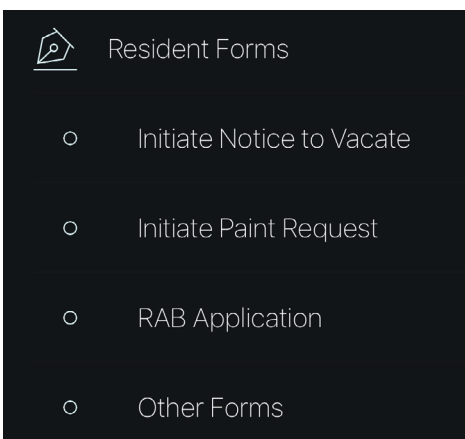 Resident Forms
Initiate Notice to Vacate
Initiate Paint Request
RAB Application
Other Forms